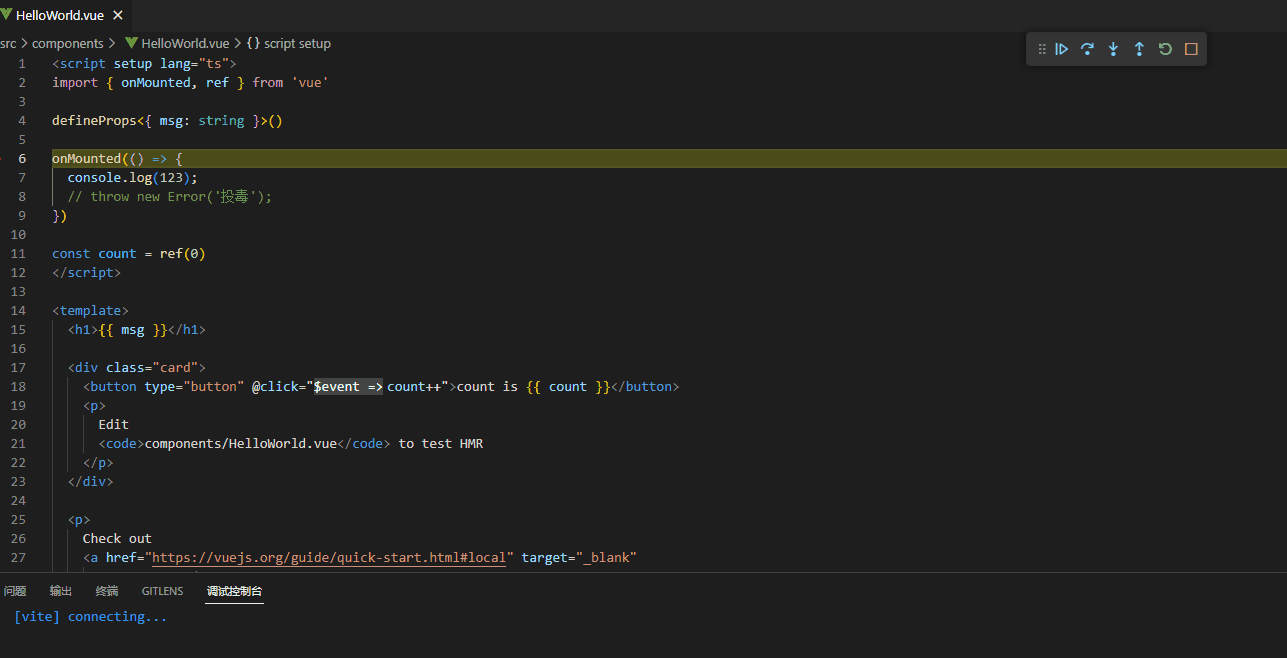 HelloWorld.vue ×
src > components > HelloWorld.vue > {} script setup
1 <script setup lang="ts">
2 import { onMounted, ref } from 'vue'
3
4 defineProps<{ msg: string }>()
5
6 onMounted(() => {
7 console.log(123);
8 // throw new Error('投毒');
9 })
10
11 const count = ref(0)
12 </script>
13
14 <template>
15 <h1>{{ msg }}</h1>
16
17 <div class="card">
18 <button type="button" @click="$event => count++">count is {{ count }}</button>
19 <p>
20 Edit
21 <code>components/HelloWorld.vue</code> to test HMR
22 </p>
23 </div>
24
25 <p>
26 Check out
27 <a href="https://vuejs.org/guide/quick-start.html#local" target="_blank"
问题 输出 终端 GITLENS 调试控制台
[vite] connecting...